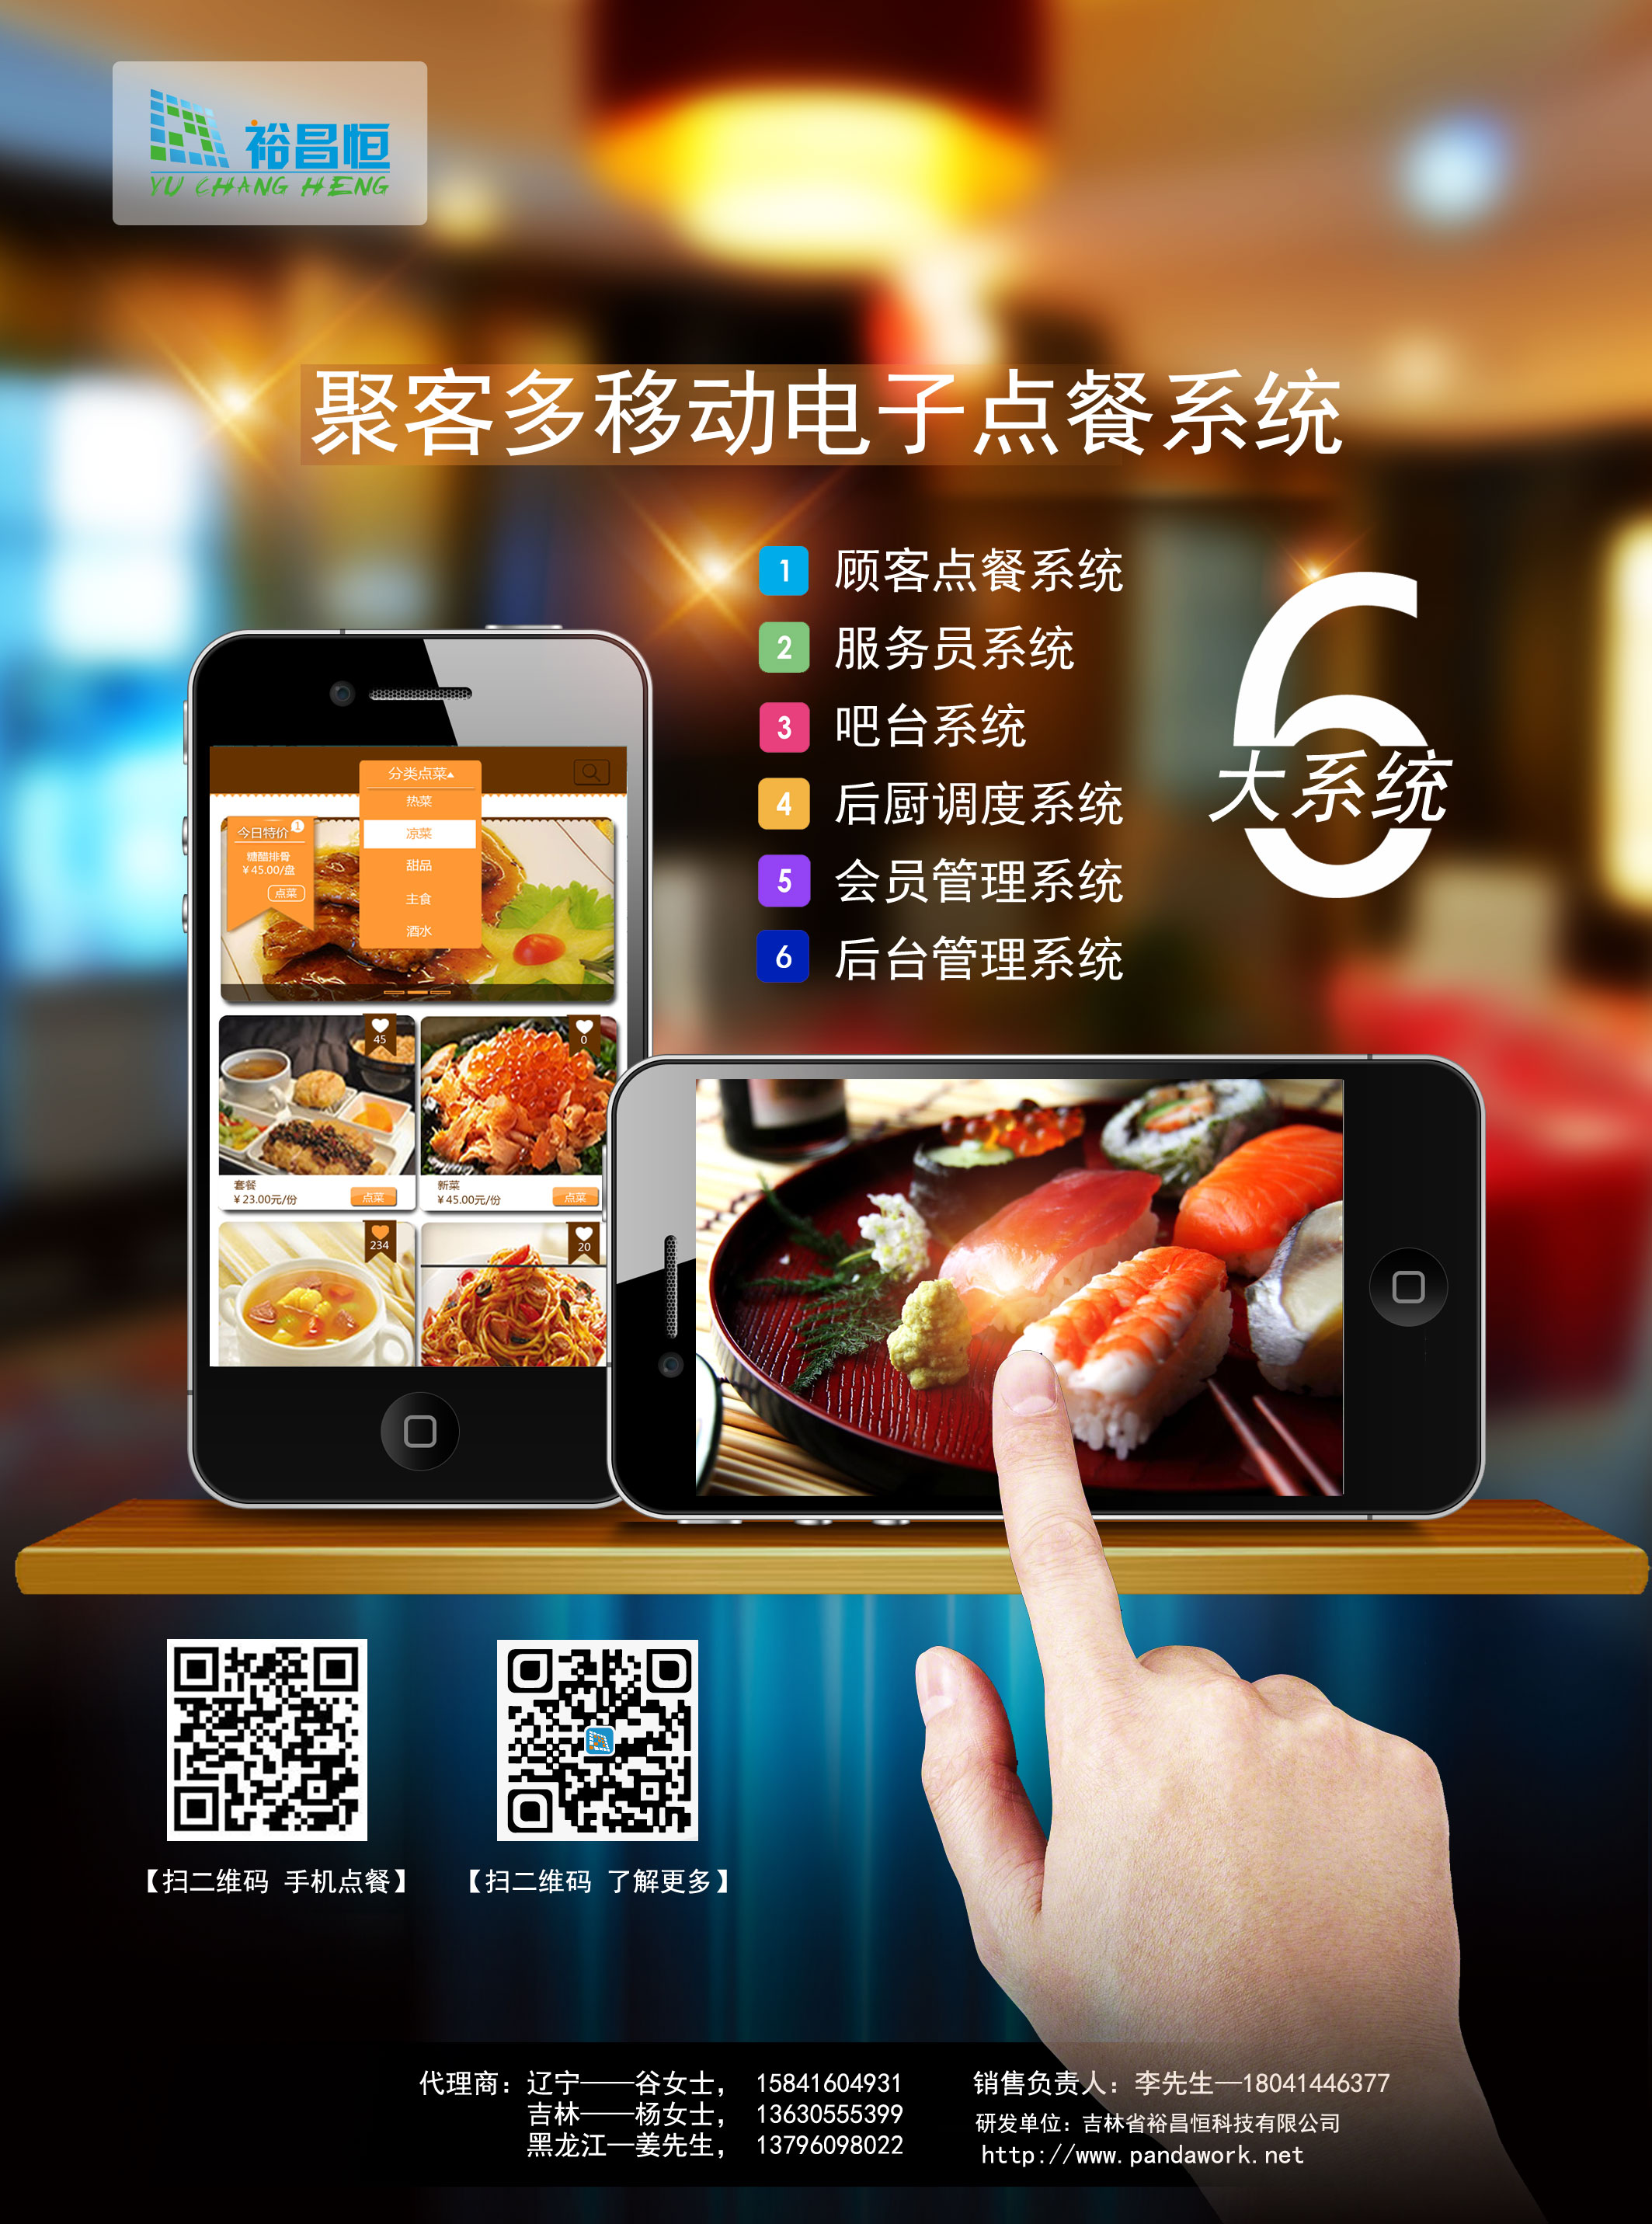 裕昌恒
YU CHANG HENG
聚客多移动电子点餐系统
1 顾客点餐系统
2 服务员系统
3 吧台系统
4 后厨调度系统
5 会员管理系统
6 后台管理系统
6
大系统
分类点菜
热菜
凉菜
甜品
主食
酒水
今日特价 1
糖醋排骨
¥45.00/盘
点菜
45
0
套餐
¥23.00元/份
点菜
新菜
¥45.00元/份
点菜
234
20
【扫二维码 手机点餐】
【扫二维码 了解更多】
代理商：辽宁——谷女士， 15841604931
吉林——杨女士， 13630555399
黑龙江—姜先生， 13796098022
销售负责人：李先生—18041446377
研发单位：吉林省裕昌恒科技有限公司
http://www.pandawork.net